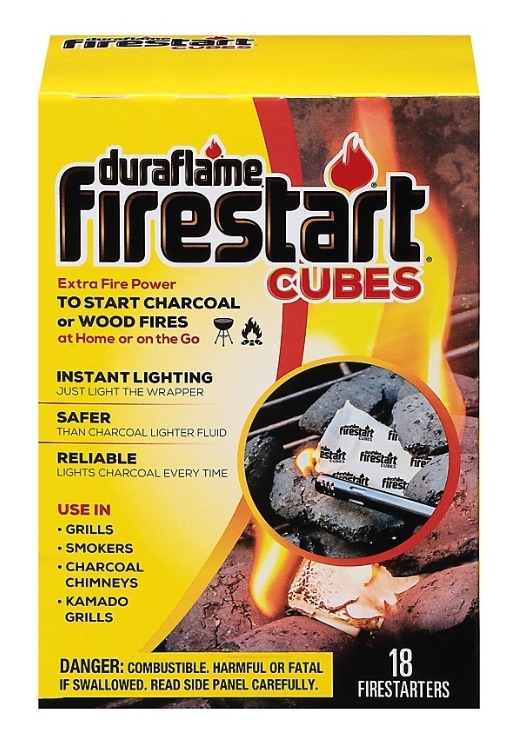 duraflame
firestart
CUBES
duraflame
firestart
CUBES
Extra Fire Power
TO START CHARCOAL
or WOOD FIRES
at Home or on the Go
INSTANT LIGHTING
JUST LIGHT THE WRAPPER
SAFER
THAN CHARCOAL LIGHTER FLUID
RELIABLE
LIGHTS CHARCOAL EVERY TIME
firestart
CUBES
firestart
CUBES
USE IN
• GRILLS
• SMOKERS
• CHARCOAL
CHIMNEYS
• KAMADO
GRILLS
DANGER: COMBUSTIBLE. HARMFUL OR FATAL
IF SWALLOWED. READ SIDE PANEL CAREFULLY.
18
FIRESTARTERS